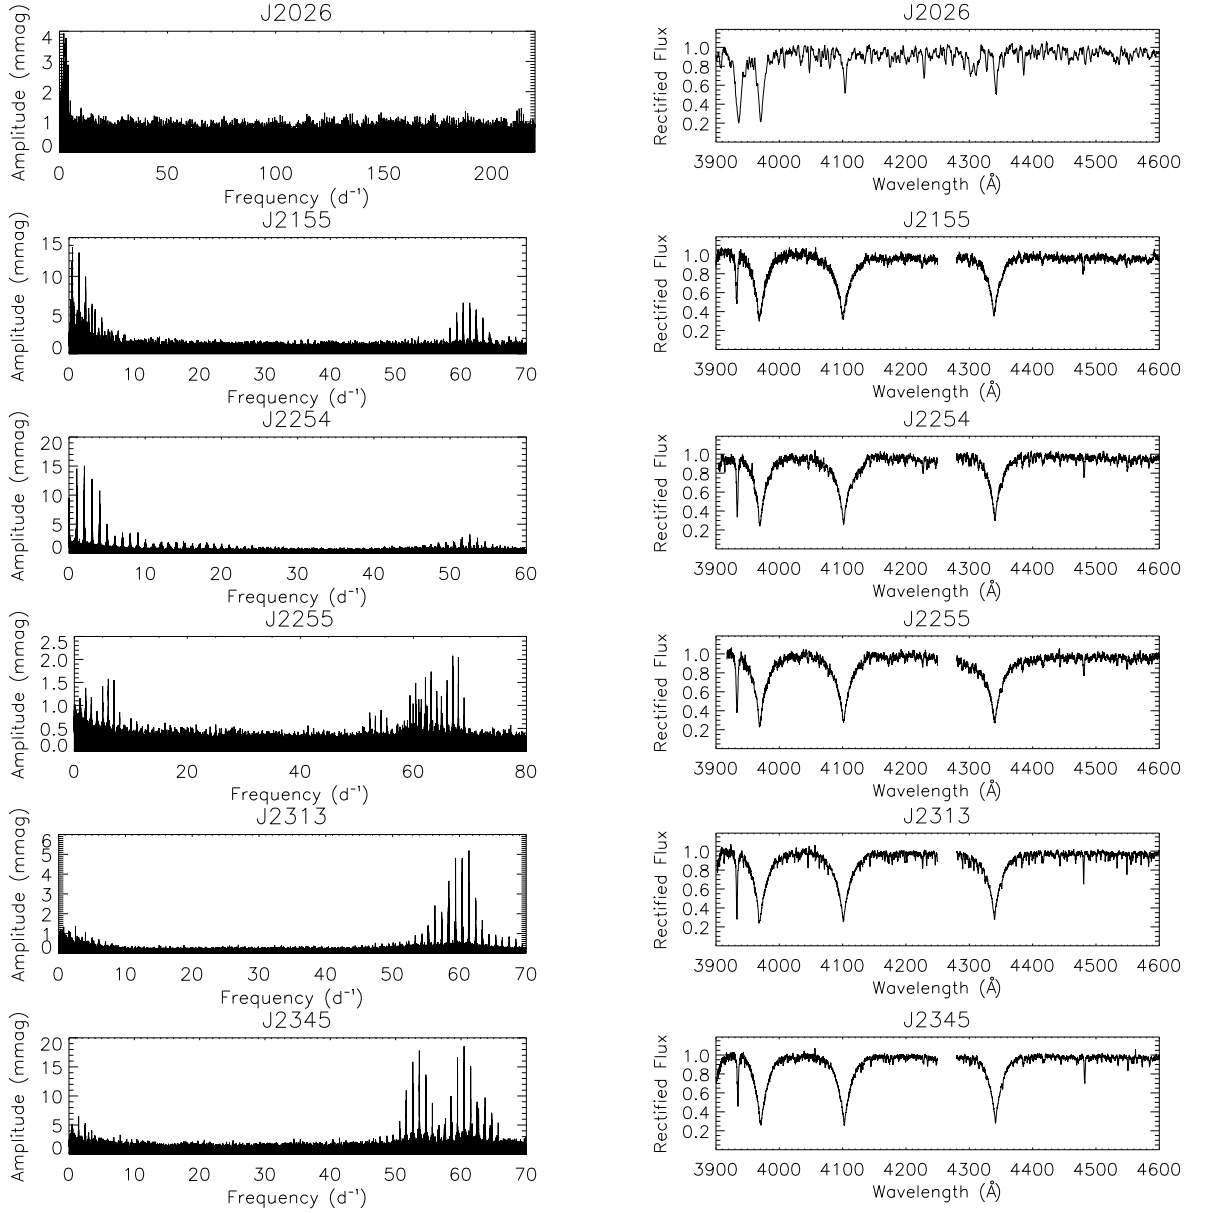 J2026
Amplitude (mmag)
4
3
2
1
0
0 50 100 150 200
Frequency (d⁻¹)
J2026
Rectified Flux
1.0
0.8
0.6
0.4
0.2
3900 4000 4100 4200 4300 4400 4500 4600
Wavelength (Å)
J2155
Amplitude (mmag)
15
10
5
0
0 10 20 30 40 50 60 70
Frequency (d⁻¹)
J2155
Rectified Flux
1.0
0.8
0.6
0.4
0.2
3900 4000 4100 4200 4300 4400 4500 4600
Wavelength (Å)
J2254
Amplitude (mmag)
20
15
10
5
0
0 10 20 30 40 50 60
Frequency (d⁻¹)
J2254
Rectified Flux
1.0
0.8
0.6
0.4
0.2
3900 4000 4100 4200 4300 4400 4500 4600
Wavelength (Å)
J2255
Amplitude (mmag)
2.5
2.0
1.5
1.0
0.5
0.0
0 20 40 60 80
Frequency (d⁻¹)
J2255
Rectified Flux
1.0
0.8
0.6
0.4
0.2
3900 4000 4100 4200 4300 4400 4500 4600
Wavelength (Å)
J2313
Amplitude (mmag)
6
5
4
3
2
1
0
0 10 20 30 40 50 60 70
Frequency (d⁻¹)
J2313
Rectified Flux
1.0
0.8
0.6
0.4
0.2
3900 4000 4100 4200 4300 4400 4500 4600
Wavelength (Å)
J2345
Amplitude (mmag)
20
15
10
5
0
0 10 20 30 40 50 60 70
Frequency (d⁻¹)
J2345
Rectified Flux
1.0
0.8
0.6
0.4
0.2
3900 4000 4100 4200 4300 4400 4500 4600
Wavelength (Å)